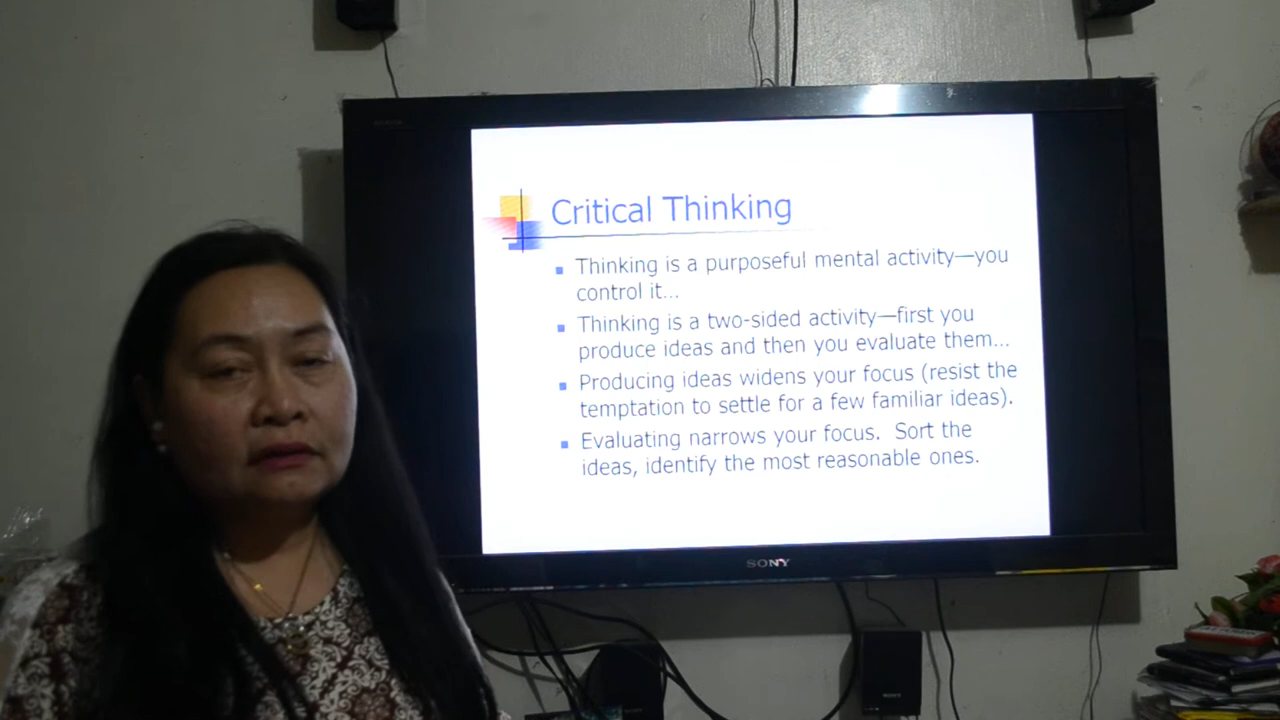 Critical Thinking
Thinking is a purposeful mental activity—you
control it...
Thinking is a two-sided activity—first you
produce ideas and then you evaluate them...
Producing ideas widens your focus (resist the
temptation to settle for a few familiar ideas).
Evaluating narrows your focus. Sort the
ideas, identify the most reasonable ones.
SONY
SONY